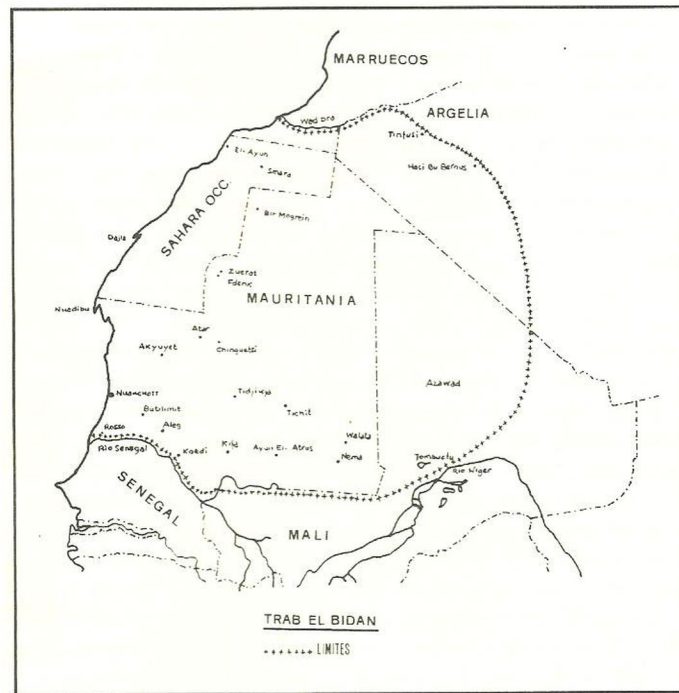 MARRUECOS
Wad Dra
ARGELIA
Tinfusi
El-Ayun
Smara
Hasi Bu Bernus
SAHARA OCC.
Bir Mogrein
Dajla
Zuerat
Fderic
MAURITANIA
Nuadibu
Atar
Akyuyet
Chinguetti
Azawad
Tidjikja
Nuakchott
Tichit
Butilimit
Rosso
Aleg
Walata
Rio Senegal
Kaedi
Kifa
Ayun El-Atrus
Nema
Tombuctu
Rio Niger
SENEGAL
MALI
TRAB EL BIDAN
LIMITES